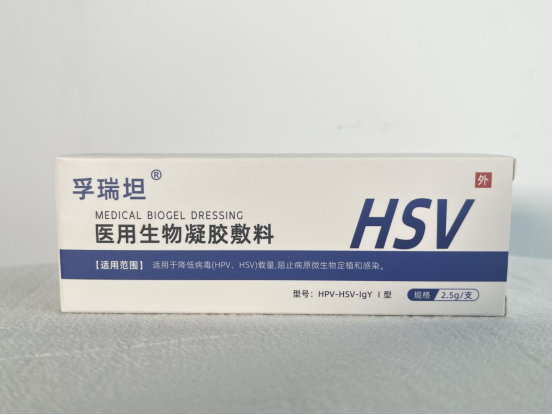 孚瑞坦®
外
MEDICAL BIOGEL DRESSING
医用生物凝胶敷料
HSV
【适用范围】 适用于降低病毒(HPV、HSV)载量,阻止病原微生物定植和感染。
型号：HPV-HSV-IgY Ⅰ型 规格 2.5g/支